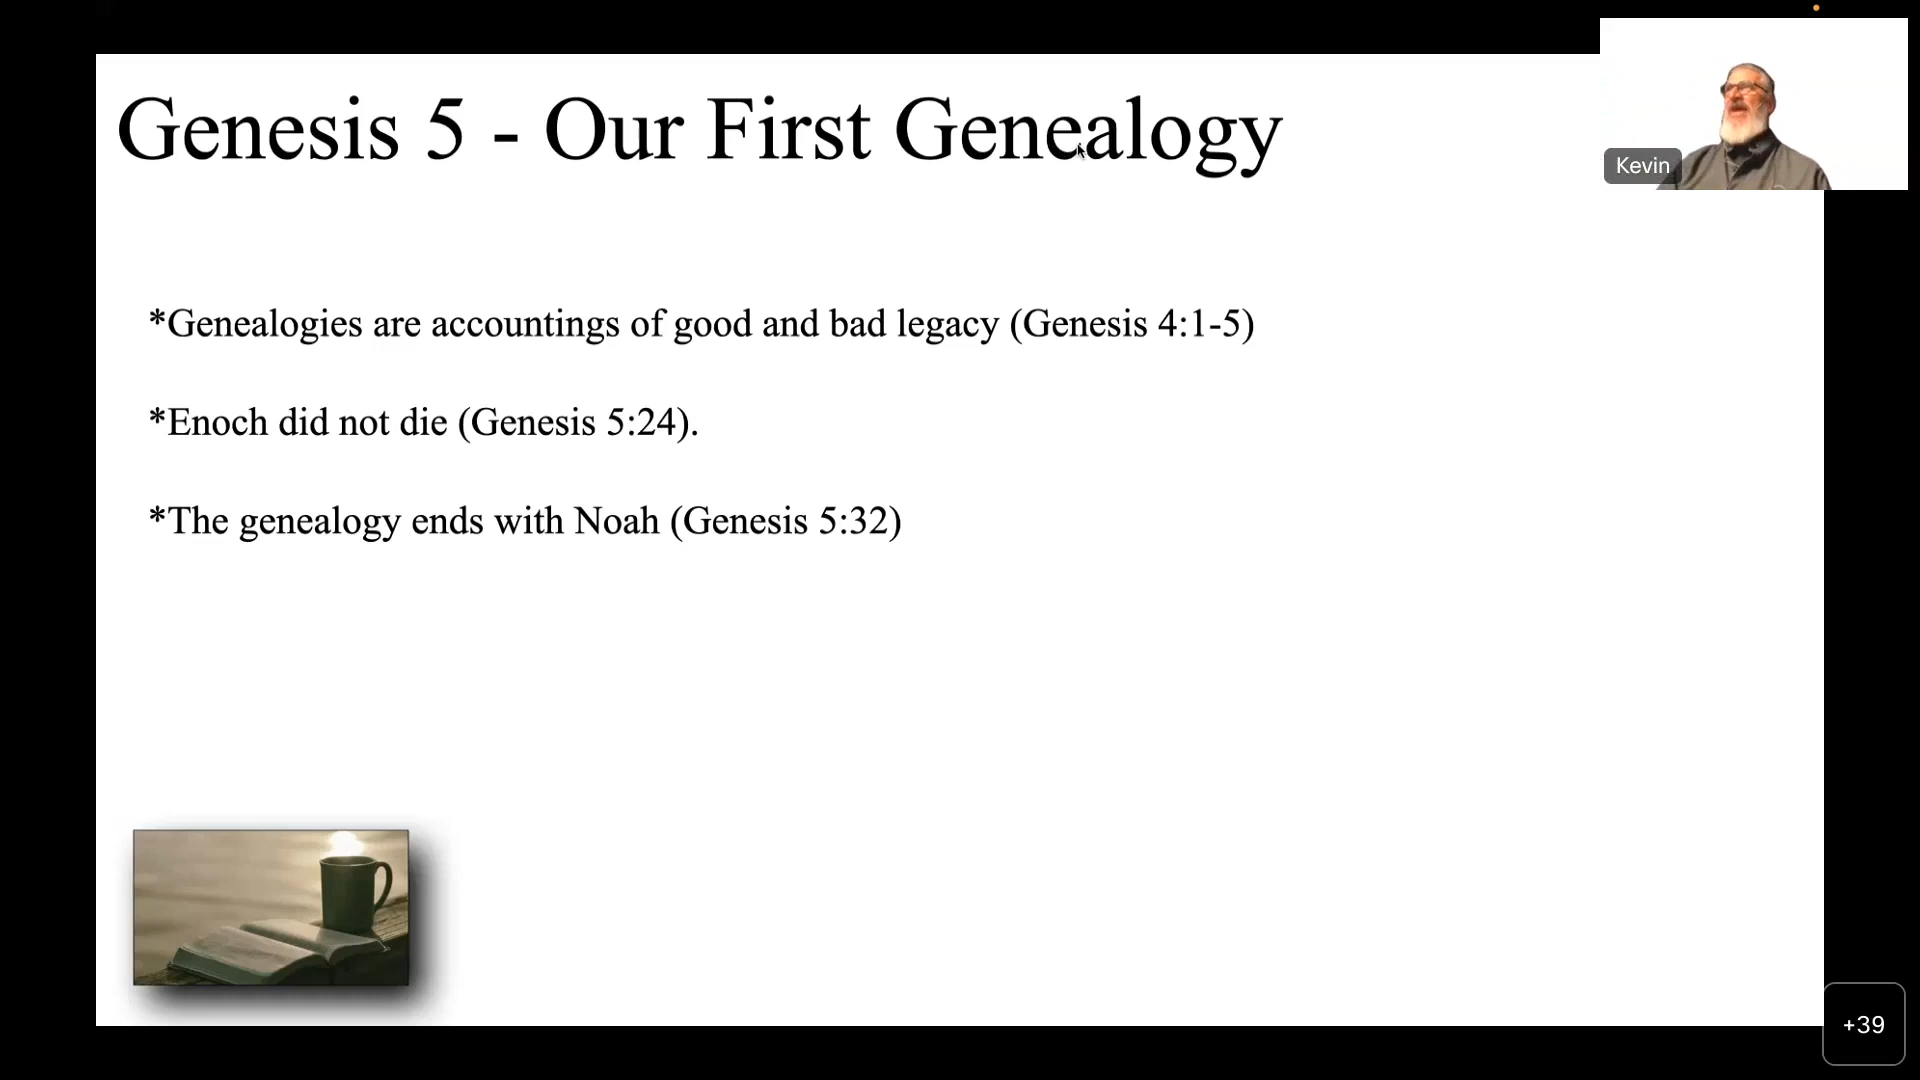 Genesis 5 - Our First Genealogy
Kevin
*Genealogies are accountings of good and bad legacy (Genesis 4:1-5)
*Enoch did not die (Genesis 5:24).
*The genealogy ends with Noah (Genesis 5:32)
+39